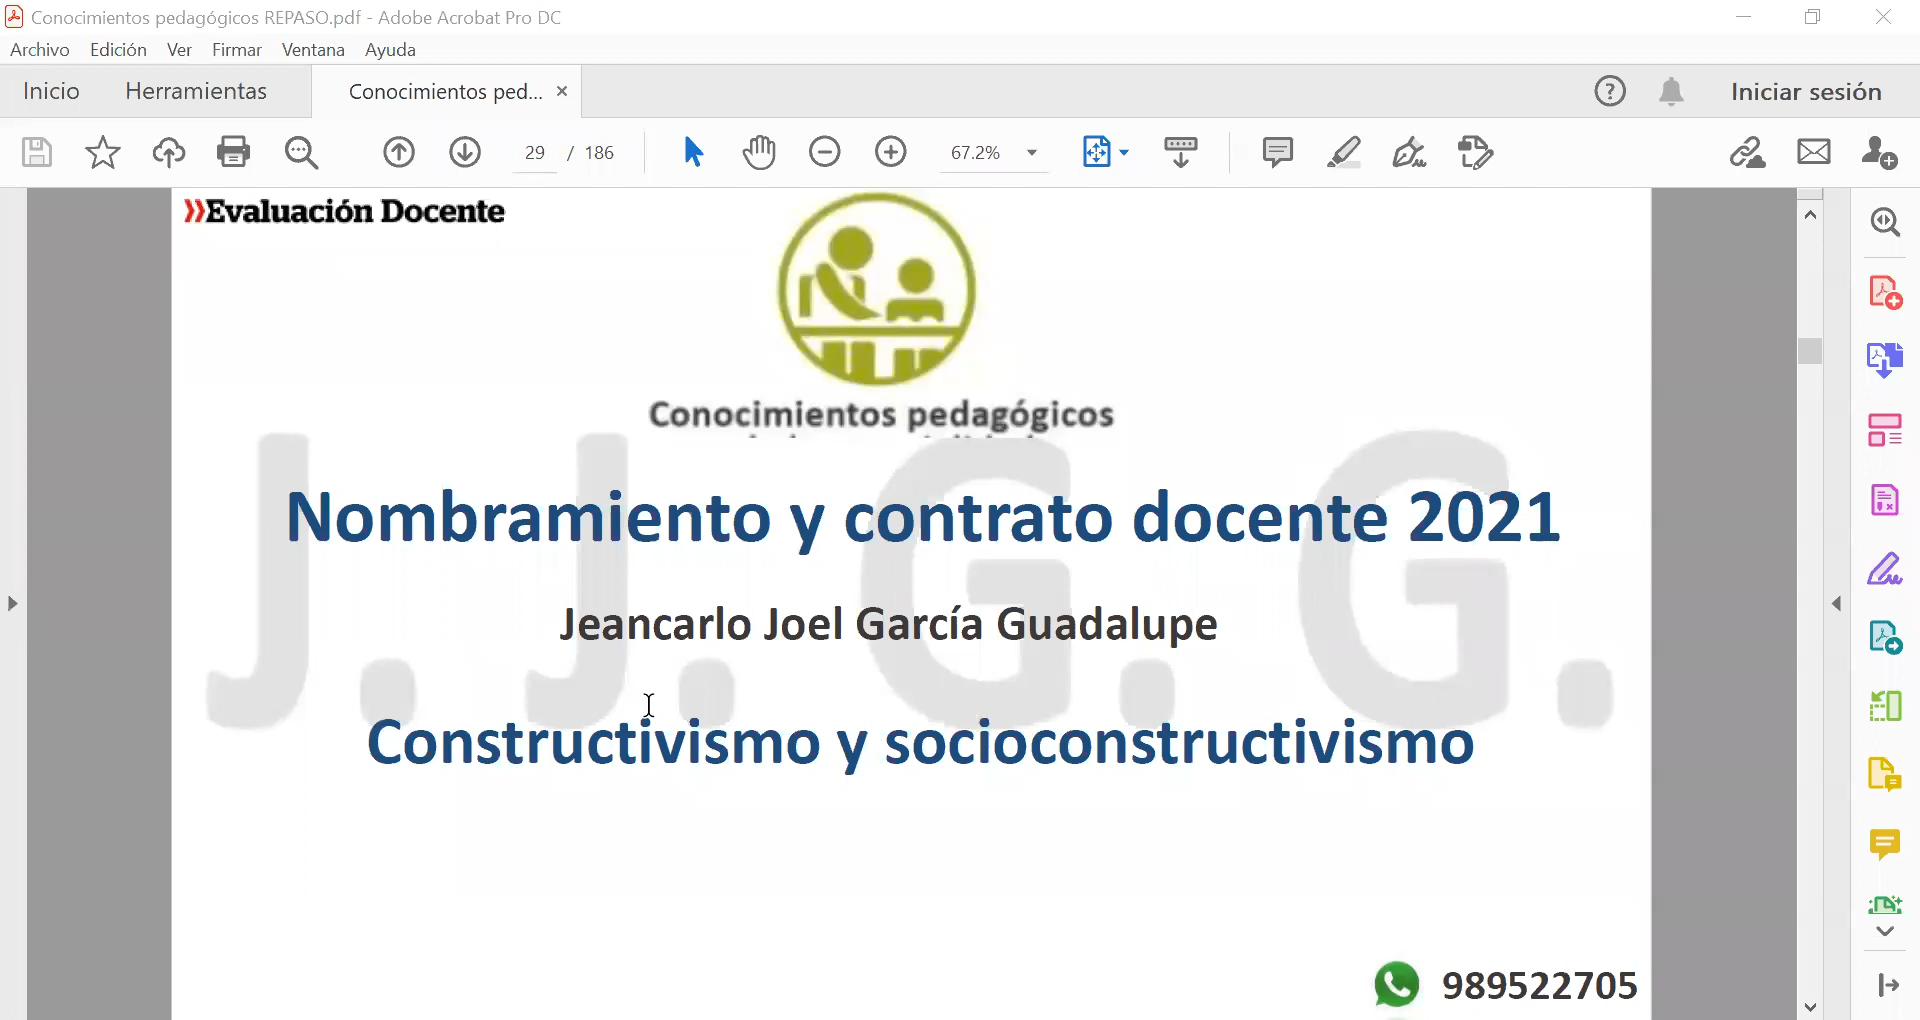 Conocimientos pedagógicos REPASO.pdf - Adobe Acrobat Pro DC
Archivo Edición Ver Firmar Ventana Ayuda
Inicio Herramientas Conocimientos ped... × Iniciar sesión
29 / 186 67.2%
Evaluación Docente
Conocimientos pedagógicos
Nombramiento y contrato docente 2021
Jeancarlo Joel García Guadalupe
J. J. G. G.
Constructivismo y socioconstructivismo
989522705